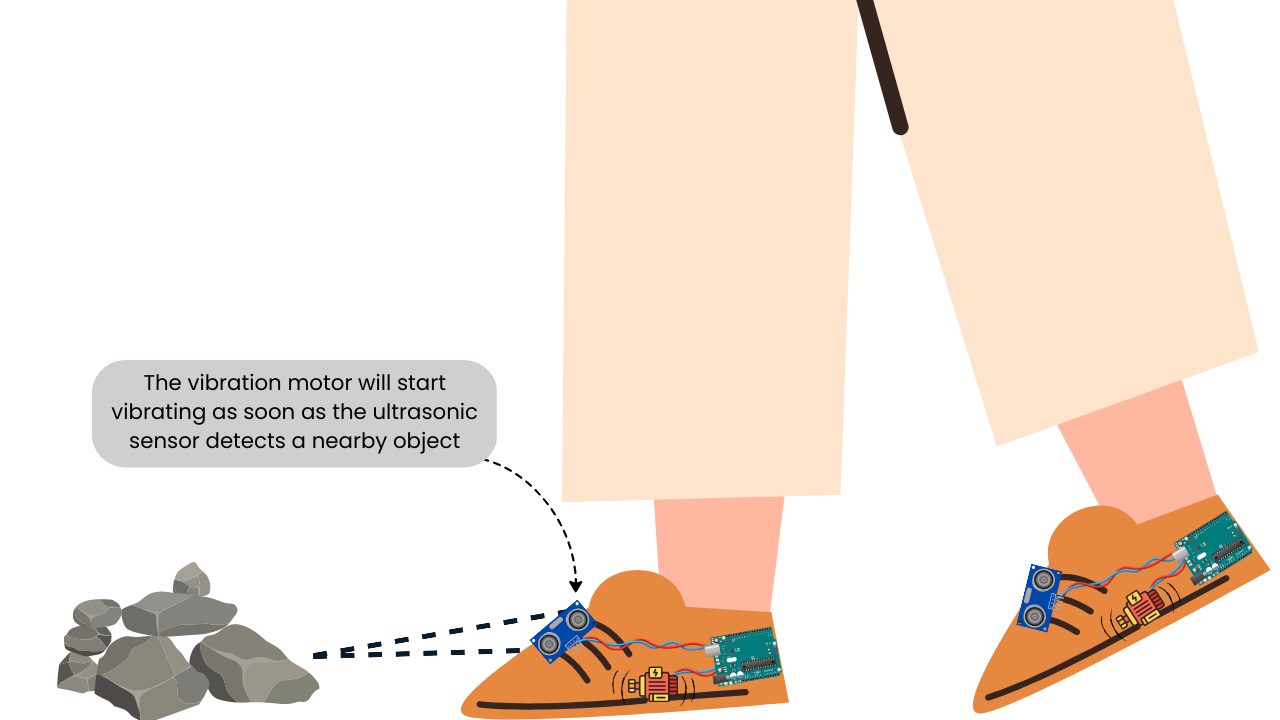 The vibration motor will start
vibrating as soon as the ultrasonic
sensor detects a nearby object